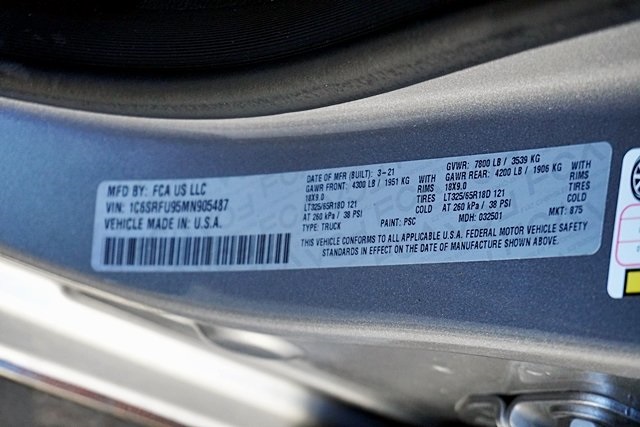 MFD BY: FCA US LLC
VIN: 1C6SRFU95MN905487
VEHICLE MADE IN U.S.A.
DATE OF MFR (BUILT): 3-21
GAWR FRONT: 4300 LB / 1951 KG WITH
18X9.0 RIMS
LT325/65R18D 121 TIRES
AT 260 kPa / 38 PSI COLD
TYPE: TRUCK PAINT: PSC
GVWR: 7800 LB / 3539 KG
GAWR REAR: 4200 LB / 1906 KG WITH
18X9.0 RIMS
LT325/65R18D 121 TIRES
AT 260 kPa / 38 PSI COLD
MDH: 032501 MKT: 875
THIS VEHICLE CONFORMS TO ALL APPLICABLE U.S.A. FEDERAL MOTOR VEHICLE SAFETY
STANDARDS IN EFFECT ON THE DATE OF MANUFACTURE SHOWN ABOVE.